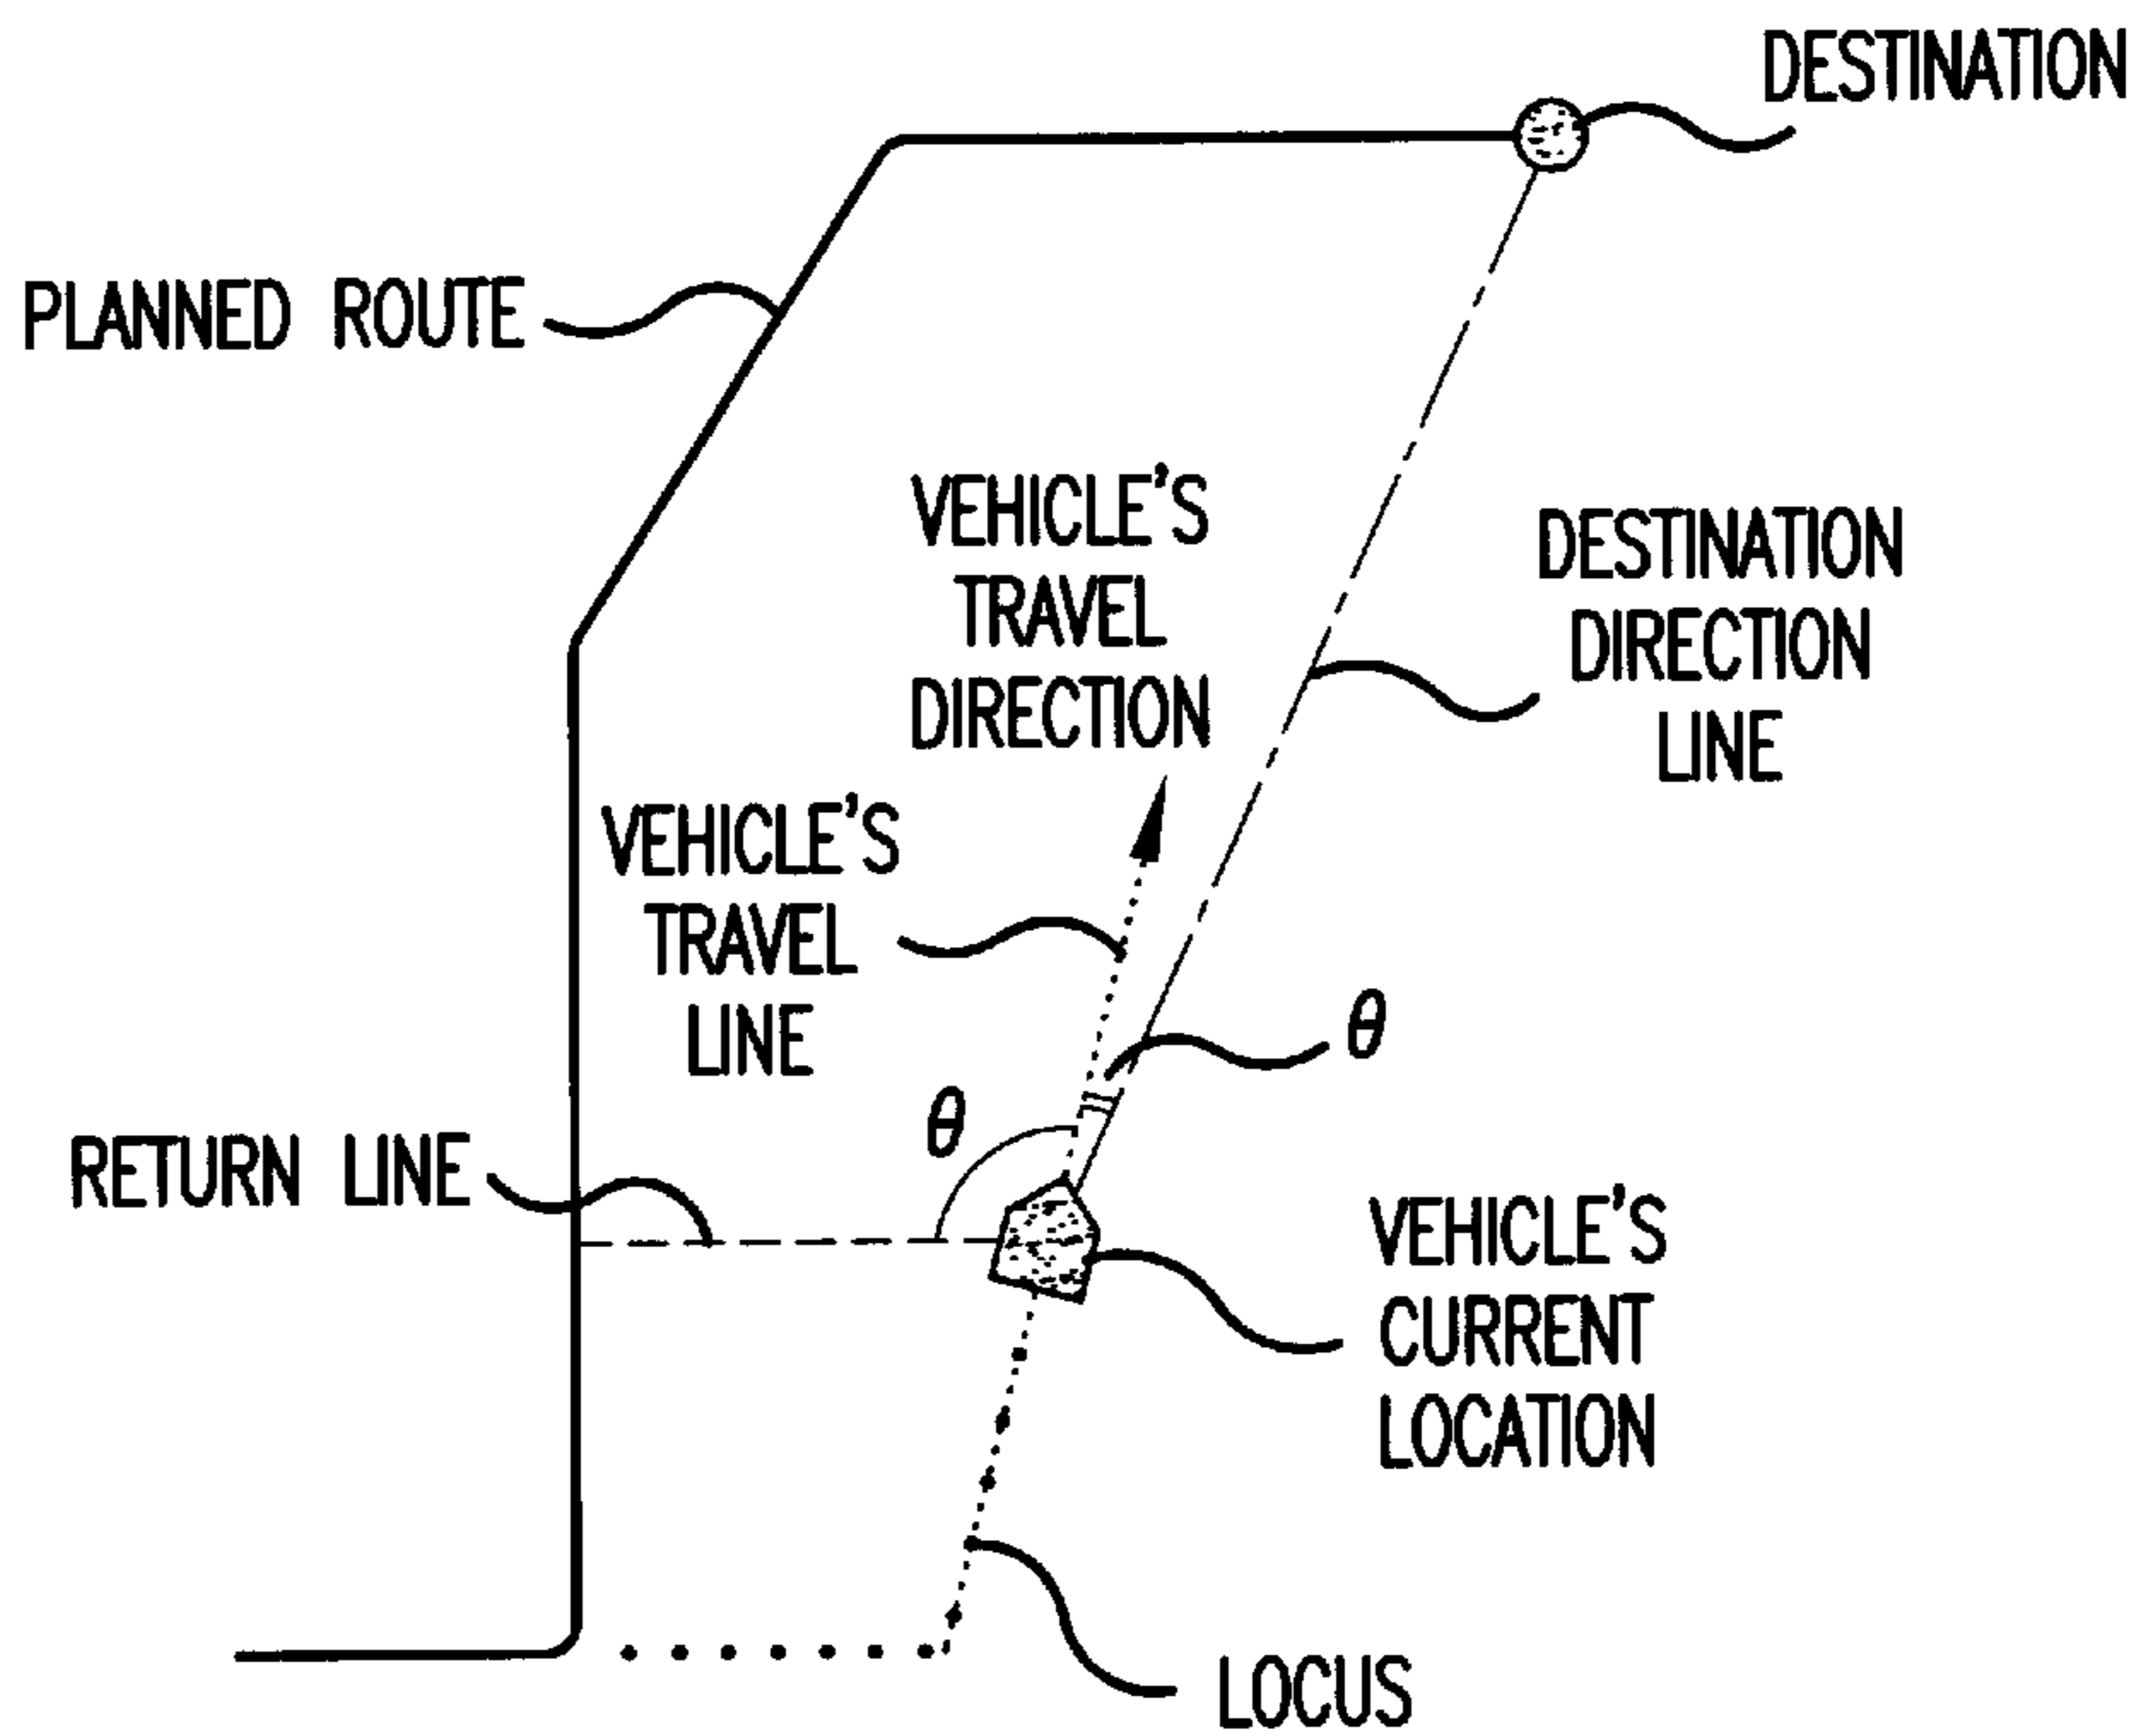 DESTINATION
PLANNED ROUTE
VEHICLE'S
TRAVEL
DIRECTION
DESTINATION
DIRECTION
LINE
VEHICLE'S
TRAVEL
LINE
θ
θ
RETURN LINE
VEHICLE'S
CURRENT
LOCATION
LOCUS